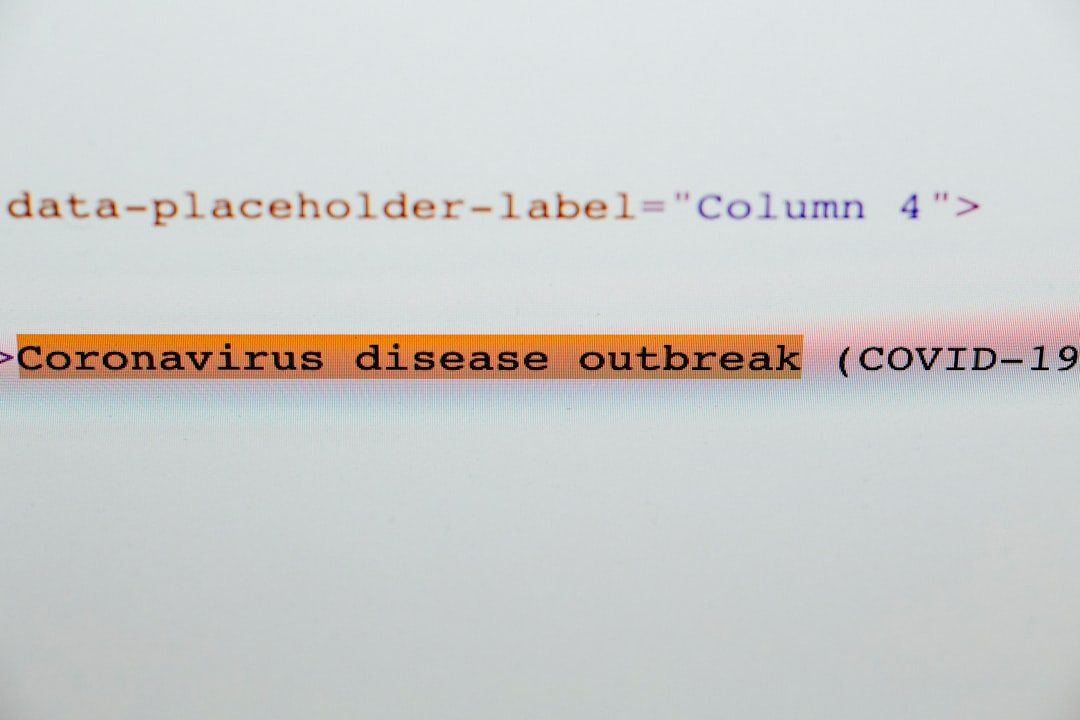 data-placeholder-label="Column 4">
>Coronavirus disease outbreak (COVID-19